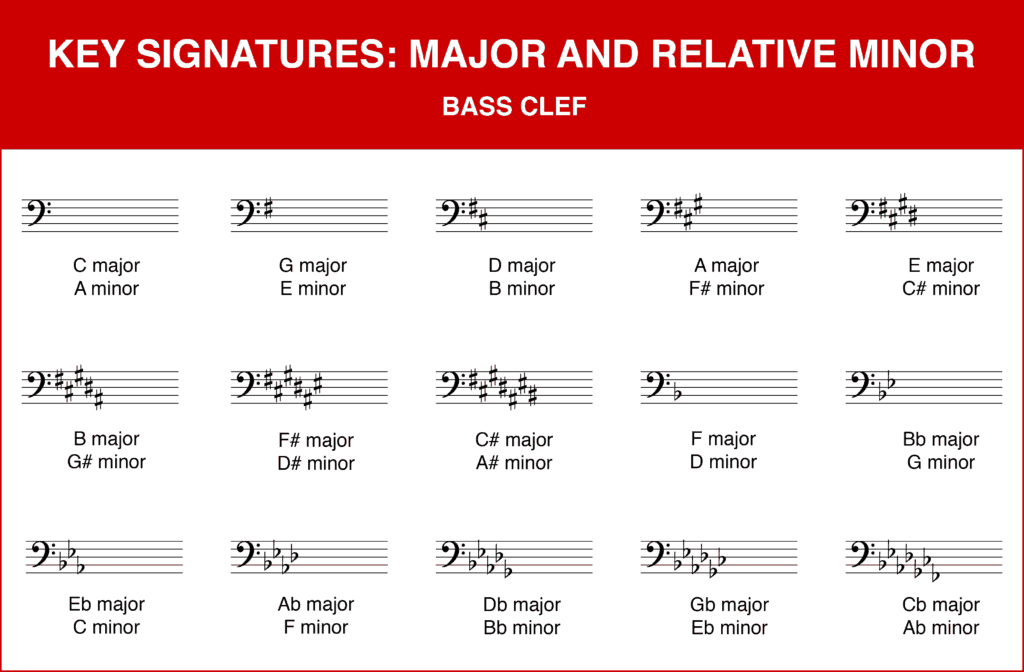 KEY SIGNATURES: MAJOR AND RELATIVE MINOR
BASS CLEF
C major
A minor
G major
E minor
D major
B minor
A major
F# minor
E major
C# minor
B major
G# minor
F# major
D# minor
C# major
A# minor
F major
D minor
Bb major
G minor
Eb major
C minor
Ab major
F minor
Db major
Bb minor
Gb major
Eb minor
Cb major
Ab minor